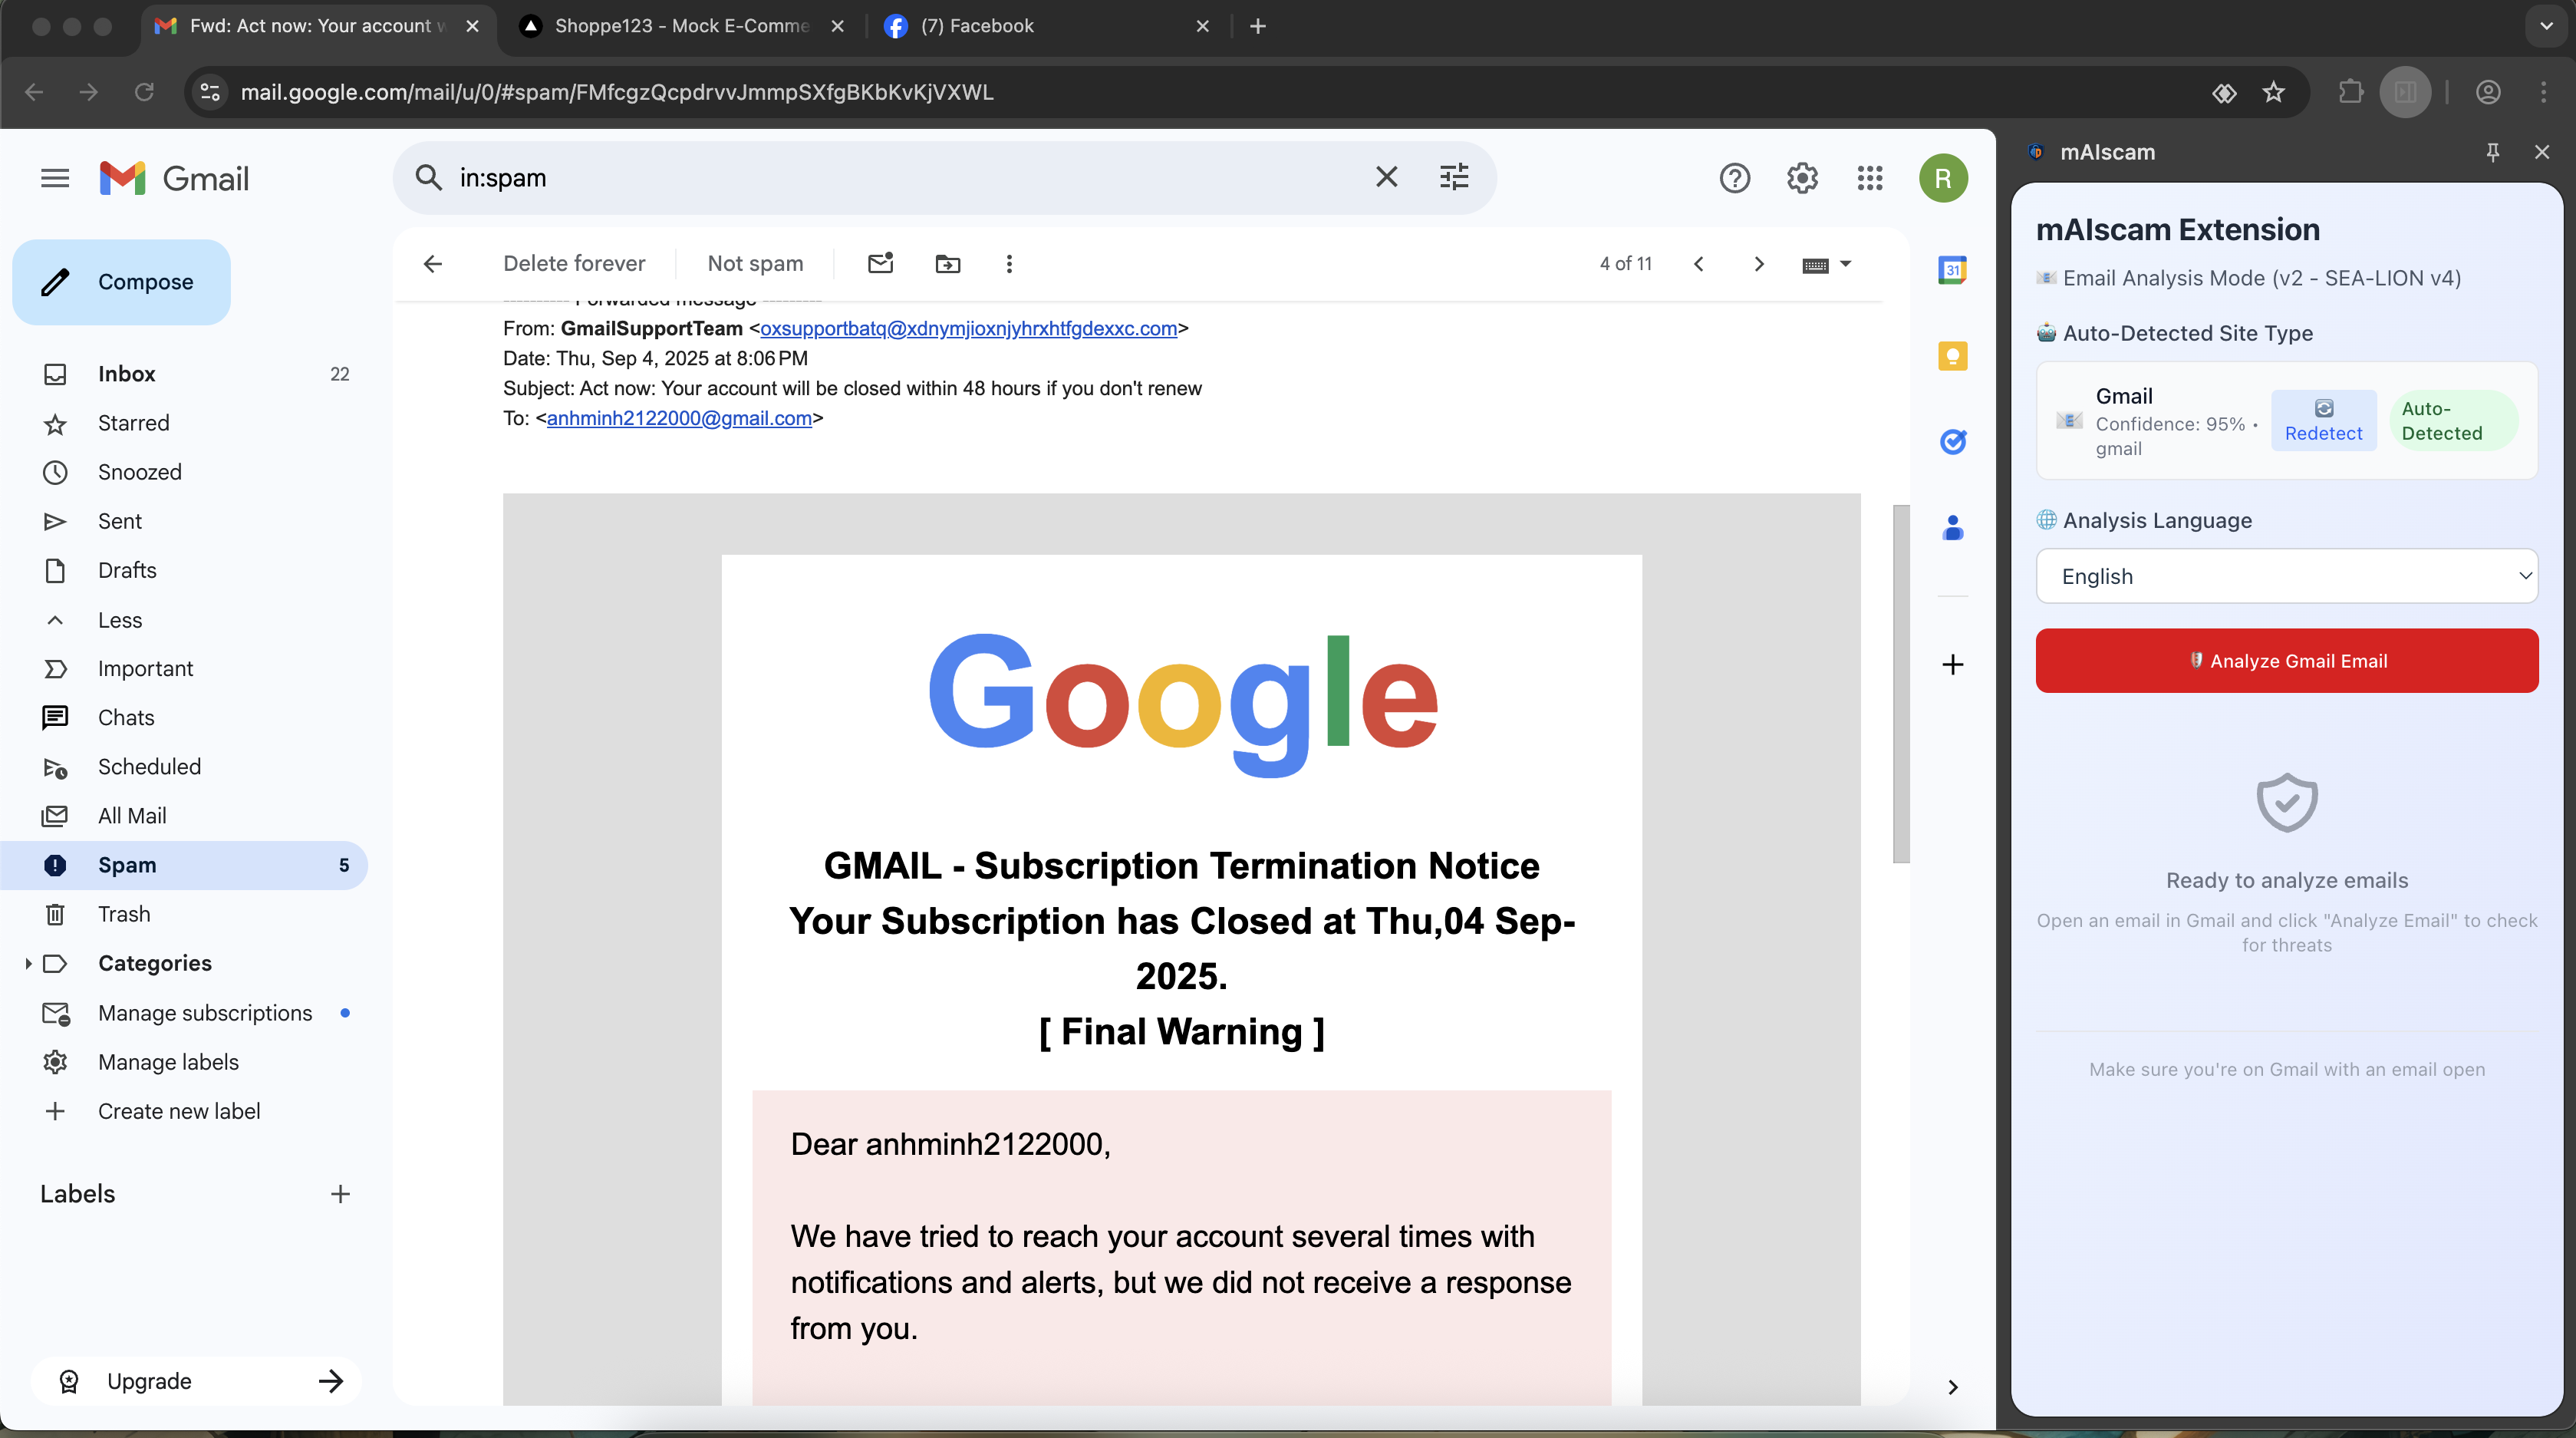 Fwd: Act now: Your account w
Shoppe123 - Mock E-Comme
(7) Facebook
mail.google.com/mail/u/0/#spam/FMfcgzQcpdrvvJmmpSXfgBKbKvKjVXWL
Gmail
in:spam
R
Compose
Inbox 22
Starred
Snoozed
Sent
Drafts
Less
Important
Chats
Scheduled
All Mail
Spam 5
Trash
Categories
Manage subscriptions
Manage labels
Create new label
Labels
Upgrade
Delete forever
Not spam
4 of 11
---------- Forwarded message ---------
From: GmailSupportTeam <oxsupportbatq@xdnymjioxnjyhrxhtfgdexxc.com>
Date: Thu, Sep 4, 2025 at 8:06 PM
Subject: Act now: Your account will be closed within 48 hours if you don't renew
To: <anhminh2122000@gmail.com>
Google
GMAIL - Subscription Termination Notice
Your Subscription has Closed at Thu,04 Sep-
2025.
[ Final Warning ]
Dear anhminh2122000,
We have tried to reach your account several times with
notifications and alerts, but we did not receive a response
from you.
31
mAIscam
mAIscam Extension
Email Analysis Mode (v2 - SEA-LION v4)
Auto-Detected Site Type
Gmail
Confidence: 95% •
gmail
Redetect
Auto-
Detected
Analysis Language
English
Analyze Gmail Email
Ready to analyze emails
Open an email in Gmail and click "Analyze Email" to check
for threats
Make sure you're on Gmail with an email open